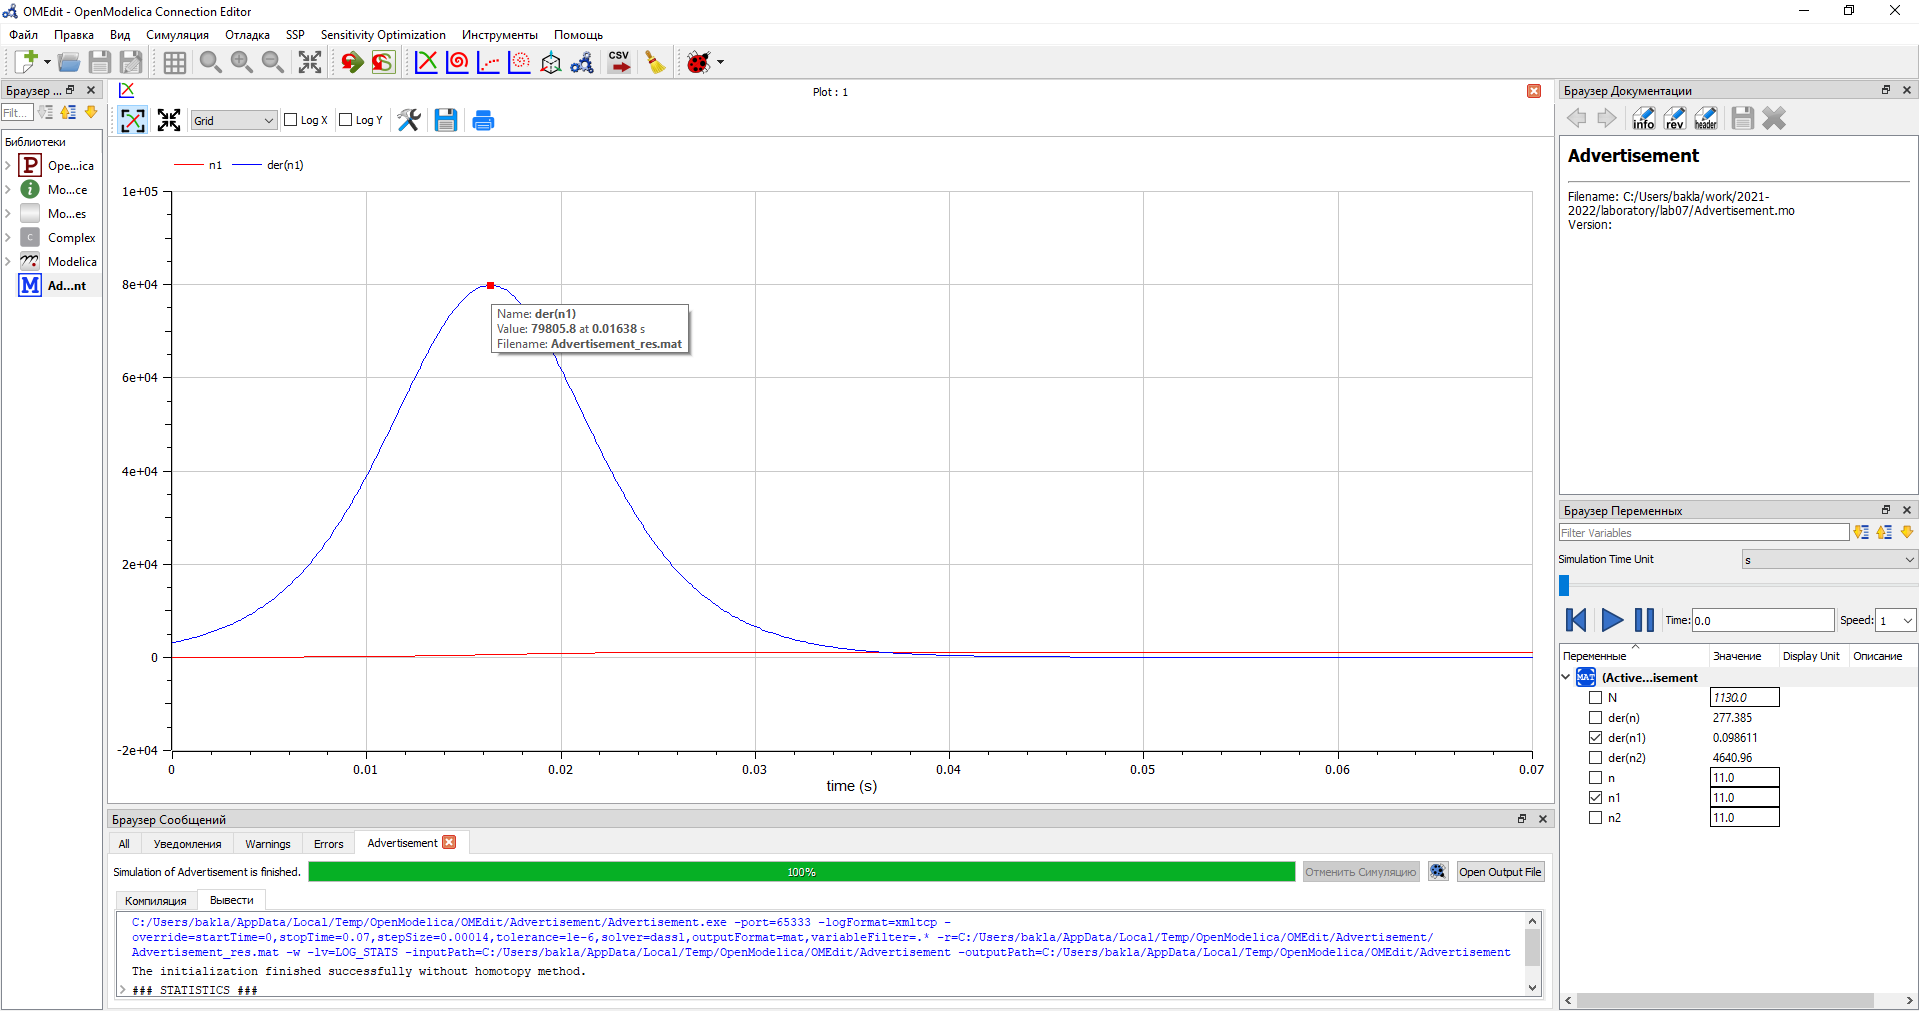 OMEdit - OpenModelica Connection Editor
Файл Правка Вид Симуляция Отладка SSP Sensitivity Optimization Инструменты Помощь
CSV
Браузер ...
Filt...
Библиотеки
P Ope...ica
i Mo...ce
Mo...es
C Complex
Modelica
M Ad...nt
Plot : 1
Grid Log X Log Y
n1 der(n1)
1e+05
8e+04
6e+04
4e+04
2e+04
0
-2e+04
0 0.01 0.02 0.03 0.04 0.05 0.06 0.07
time (s)
Name: der(n1)
Value: 79805.8 at 0.01638 s
Filename: Advertisement_res.mat
Браузер Сообщений
All Уведомления Warnings Errors Advertisement
Simulation of Advertisement is finished. 100% Отменить Симуляцию Open Output File
Компиляция Вывести
C:/Users/bakla/AppData/Local/Temp/OpenModelica/OMEdit/Advertisement/Advertisement.exe -port=65333 -logFormat=xmltcp -
override=startTime=0,stopTime=0.07,stepSize=0.00014,tolerance=1e-6,solver=dassl,outputFormat=mat,variableFilter=.* -r=C:/Users/bakla/AppData/Local/Temp/OpenModelica/OMEdit/Advertisement/
Advertisement_res.mat -w -lv=LOG_STATS -inputPath=C:/Users/bakla/AppData/Local/Temp/OpenModelica/OMEdit/Advertisement -outputPath=C:/Users/bakla/AppData/Local/Temp/OpenModelica/OMEdit/Advertisement
The initialization finished successfully without homotopy method.
### STATISTICS ###
Браузер Документации
info rev header
Advertisement
Filename: C:/Users/bakla/work/2021-
2022/laboratory/lab07/Advertisement.mo
Version:
Браузер Переменных
Filter Variables
Simulation Time Unit s
Time: 0.0 Speed: 1
Переменные Значение Display Unit Описание
MAT (Active...isement
N 1130.0
der(n) 277.385
der(n1) 0.098611
der(n2) 4640.96
n 11.0
n1 11.0
n2 11.0